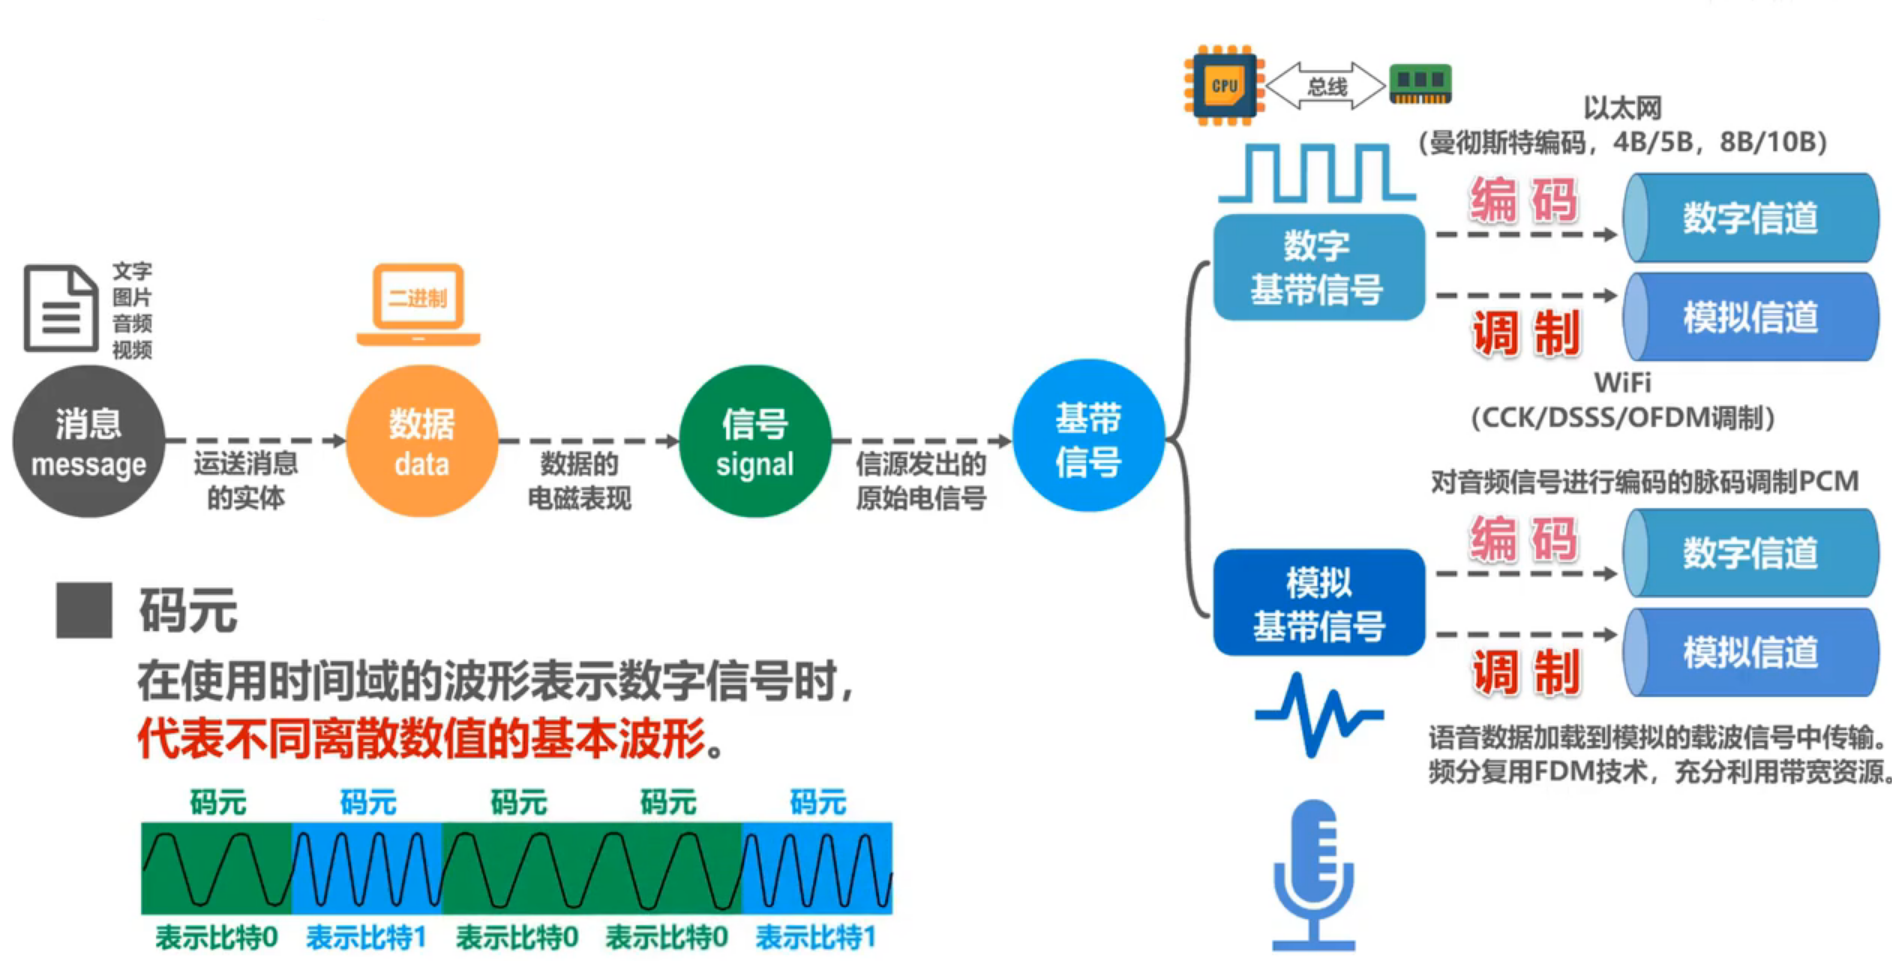 CPU
总线
以太网
（曼彻斯特编码，4B/5B，8B/10B）
编 码
数字信道
数字
基带信号
调 制
模拟信道
WiFi
（CCK/DSSS/OFDM调制）
文字
图片
音频
视频
二进制
消息
message
运送消息
的实体
数据
data
数据的
电磁表现
信号
signal
信源发出的
原始电信号
基带
信号
对音频信号进行编码的脉码调制PCM
编 码
数字信道
模拟
基带信号
调 制
模拟信道
语音数据加载到模拟的载波信号中传输。
频分复用FDM技术，充分利用带宽资源。
码元
在使用时间域的波形表示数字信号时，
代表不同离散数值的基本波形。
码元 码元 码元 码元 码元
表示比特0 表示比特1 表示比特0 表示比特0 表示比特1